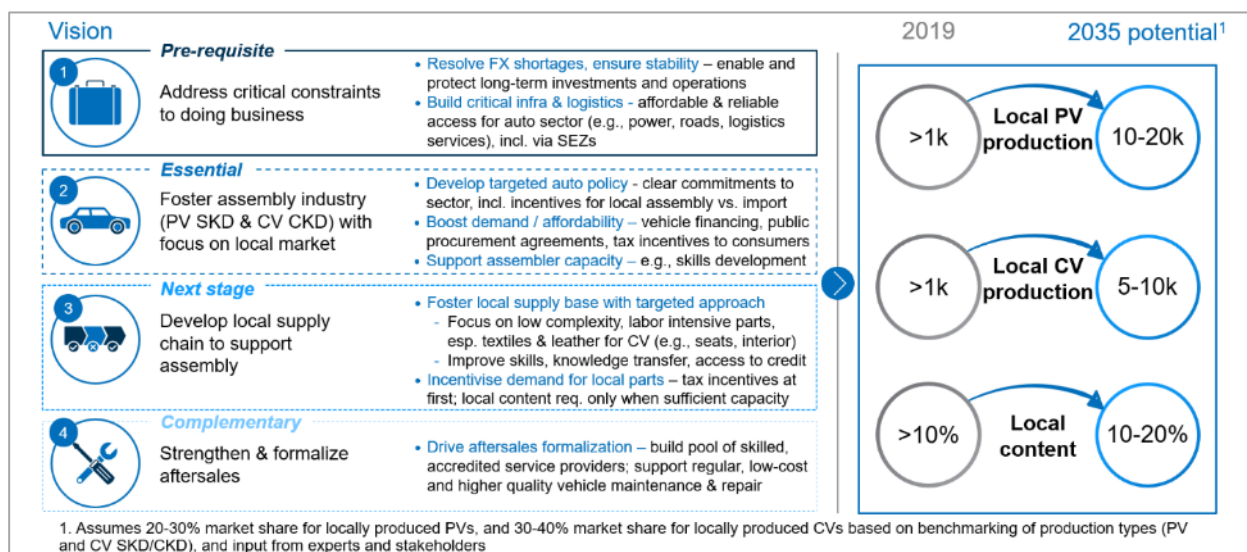 Vision
Pre-requisite
1
Address critical constraints
to doing business
• Resolve FX shortages, ensure stability – enable and
protect long-term investments and operations
• Build critical infra & logistics - affordable & reliable
access for auto sector (e.g., power, roads, logistics
services), incl. via SEZs
Essential
2
Foster assembly industry
(PV SKD & CV CKD) with
focus on local market
• Develop targeted auto policy - clear commitments to
sector, incl. incentives for local assembly vs. import
• Boost demand / affordability – vehicle financing, public
procurement agreements, tax incentives to consumers
• Support assembler capacity – e.g., skills development
Next stage
3
Develop local supply
chain to support
assembly
• Foster local supply base with targeted approach
- Focus on low complexity, labor intensive parts,
esp. textiles & leather for CV (e.g., seats, interior)
- Improve skills, knowledge transfer, access to credit
• Incentivise demand for local parts – tax incentives at
first; local content req. only when sufficient capacity
Complementary
4
Strengthen & formalize
aftersales
• Drive aftersales formalization – build pool of skilled,
accredited service providers; support regular, low-cost
and higher quality vehicle maintenance & repair
2019
2035 potential¹
>1k
Local PV
production
10-20k
>1k
Local CV
production
5-10k
>10%
Local
content
10-20%
1. Assumes 20-30% market share for locally produced PVs, and 30-40% market share for locally produced CVs based on benchmarking of production types (PV
and CV SKD/CKD), and input from experts and stakeholders